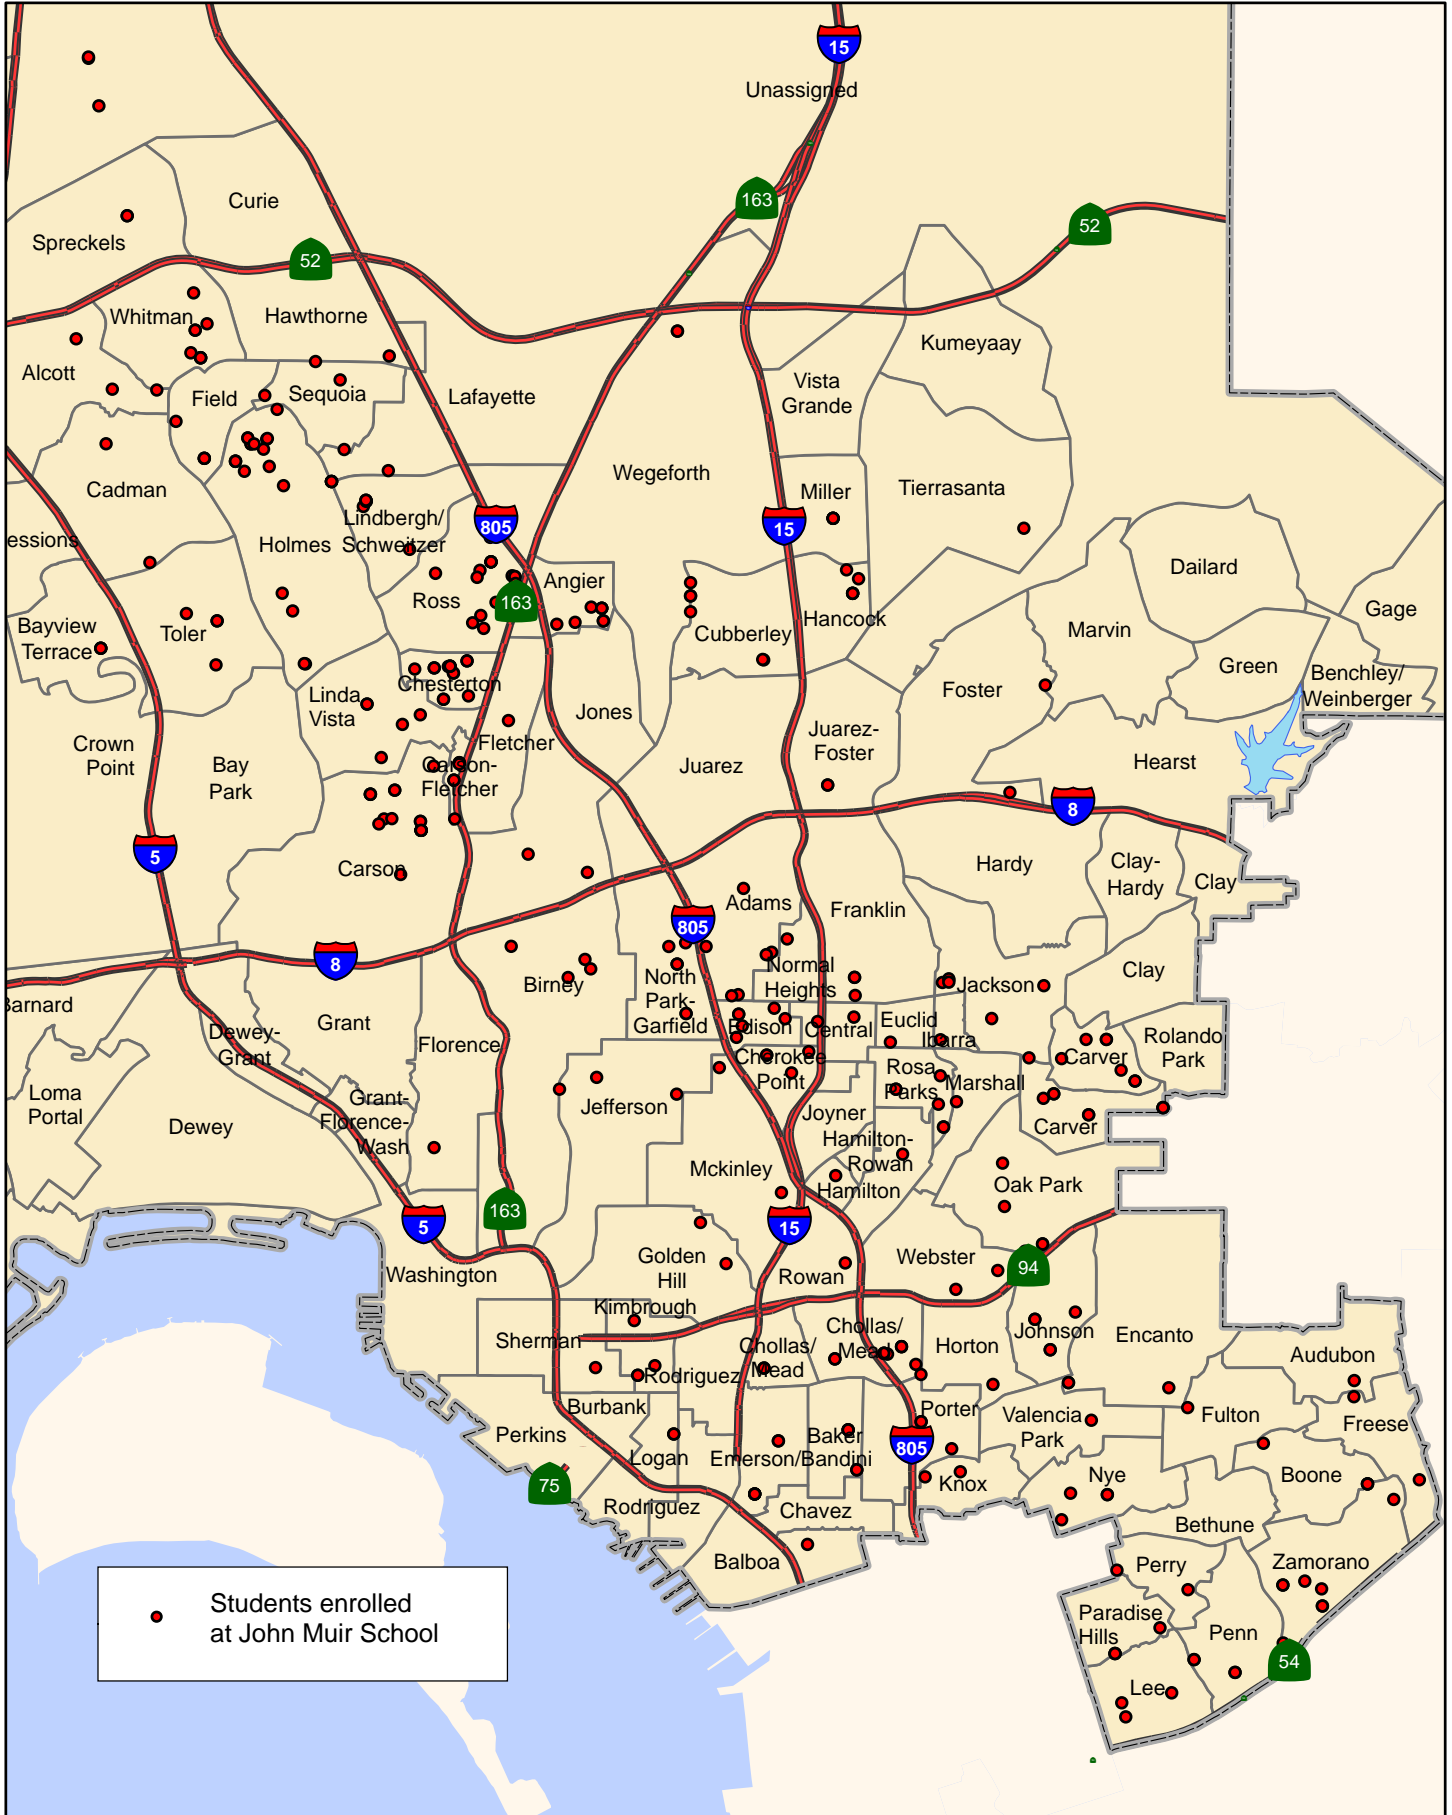 15
Unassigned
163
52
Curie
Spreckels
52
Whitman
Hawthorne
Kumeyaay
Alcott
Field
Sequoia
Lafayette
Vista
Grande
Wegeforth
Cadman
Miller
Tierrasanta
Lindbergh/
Schweitzer
805
15
essions
Holmes
Dailard
Angier
Ross
163
Gage
Bayview
Terrace
Toler
Cubberley
Hancock
Marvin
Green
Benchley/
Weinberger
Chesterton
Foster
Linda
Vista
Jones
Juarez-
Foster
Crown
Point
Fletcher
Bay
Park
Carson-
Fletcher
Juarez
Hearst
8
5
Carson
Hardy
Clay-
Hardy
Clay
Adams
Franklin
805
8
Birney
North
Park-
Garfield
Normal
Heights
Jackson
Clay
Barnard
Dewey-
Grant
Grant
Florence
Edison
Central
Euclid
Ibarra
Rolando
Park
Cherokee
Point
Carver
Rosa
Parks
Marshall
Loma
Portal
Dewey
Grant-
Florence-
Wash
Jefferson
Joyner
Carver
Hamilton-
Rowan
Mckinley
Hamilton
Oak Park
163
5
15
Golden
Hill
Webster
94
Washington
Rowan
Kimbrough
Sherman
Chollas/
Mead
Chollas/
Mead
Horton
Johnson
Encanto
Audubon
Rodriguez
Burbank
Perkins
Porter
Valencia
Park
Fulton
Freese
Logan
Emerson/Bandini
Baker
805
75
Knox
Nye
Boone
Rodriguez
Chavez
Bethune
Balboa
Perry
Zamorano
Students enrolled
at John Muir School
Paradise
Hills
Penn
54
Lee